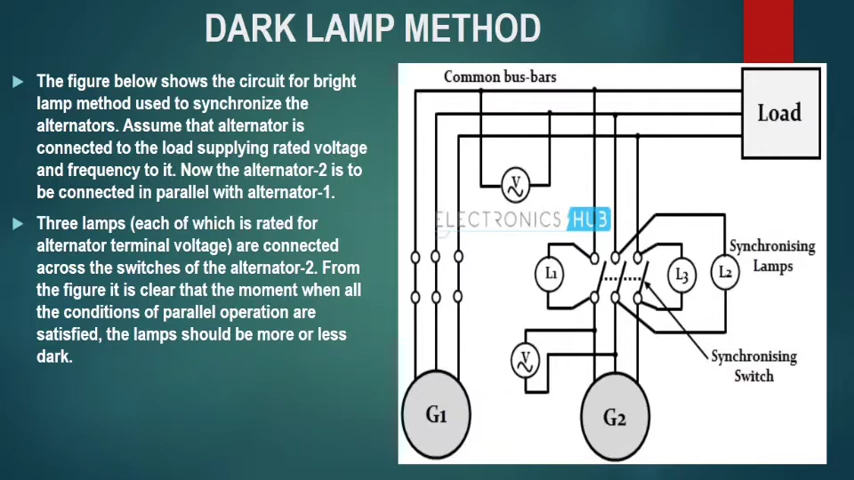 DARK LAMP METHOD
The figure below shows the circuit for bright
lamp method used to synchronize the
alternators. Assume that alternator is
connected to the load supplying rated voltage
and frequency to it. Now the alternator-2 is to
be connected in parallel with alternator-1.
Three lamps (each of which is rated for
alternator terminal voltage) are connected
across the switches of the alternator-2. From
the figure it is clear that the moment when all
the conditions of parallel operation are
satisfied, the lamps should be more or less
dark.
Common bus-bars
Load
V
ELECTRONICS HUB
L1
L3
L2
Synchronising
Lamps
V
Synchronising
Switch
G1
G2